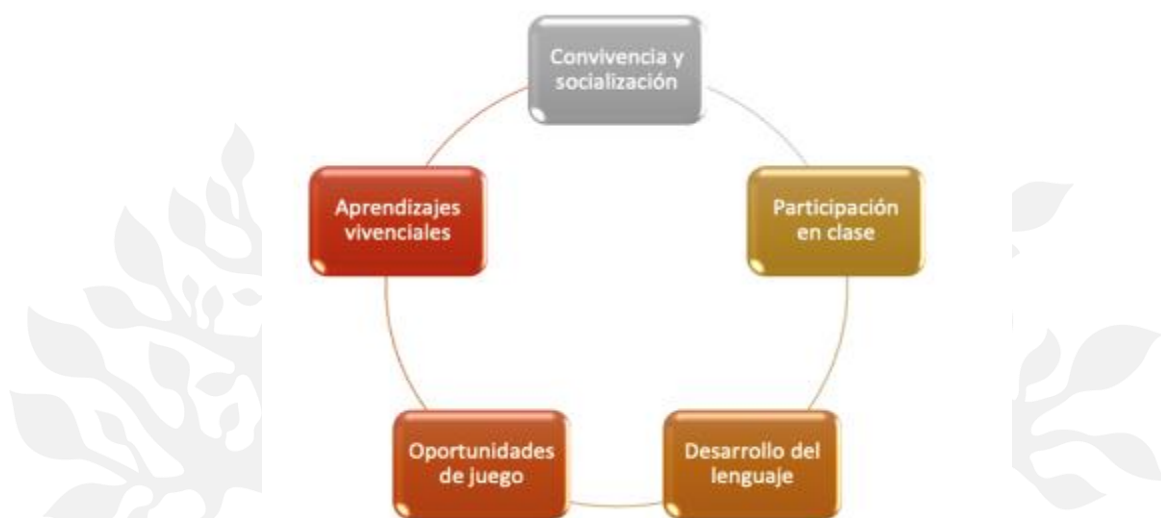 Convivencia y
socialización
Participación
en clase
Desarrollo del
lenguaje
Oportunidades
de juego
Aprendizajes
vivenciales